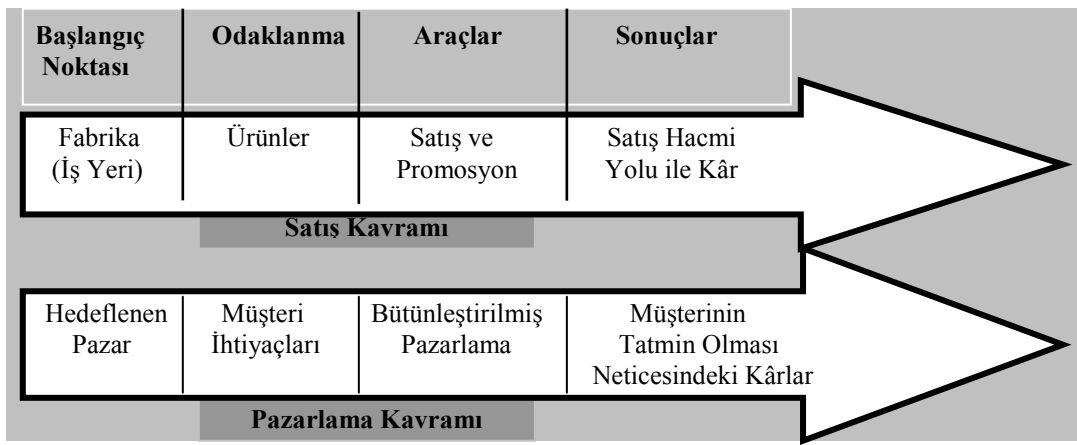 Başlangıç Noktası
Odaklanma
Araçlar
Sonuçlar
Fabrika
(İş Yeri)
Ürünler
Satış ve
Promosyon
Satış Hacmi
Yolu ile Kâr
Satış Kavramı
Hedeflenen
Pazar
Müşteri
İhtiyaçları
Bütünleştirilmiş
Pazarlama
Müşterinin
Tatmin Olması
Neticesindeki Kârlar
Pazarlama Kavramı